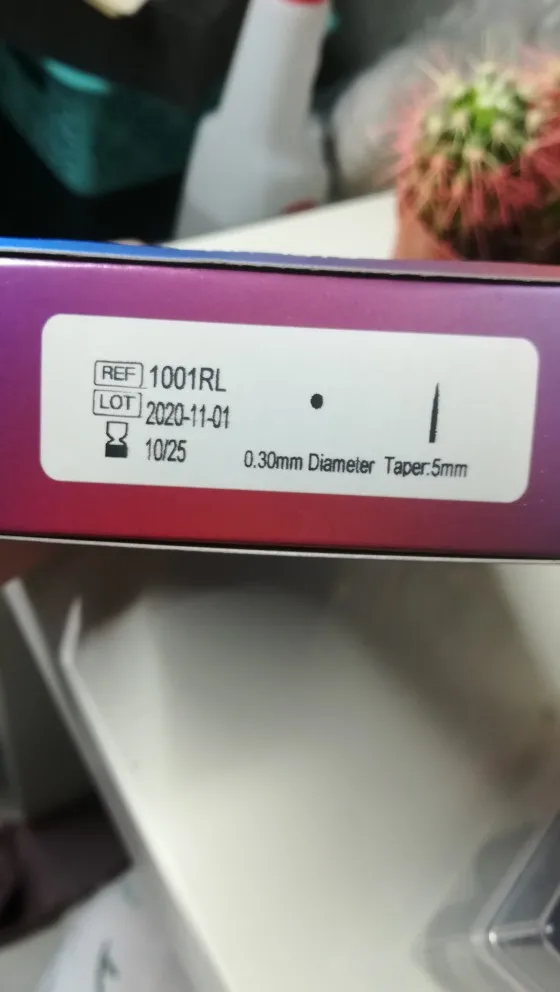 REF 1001RL
LOT 2020-11-01
10/25
0.30mm Diameter Taper:5mm